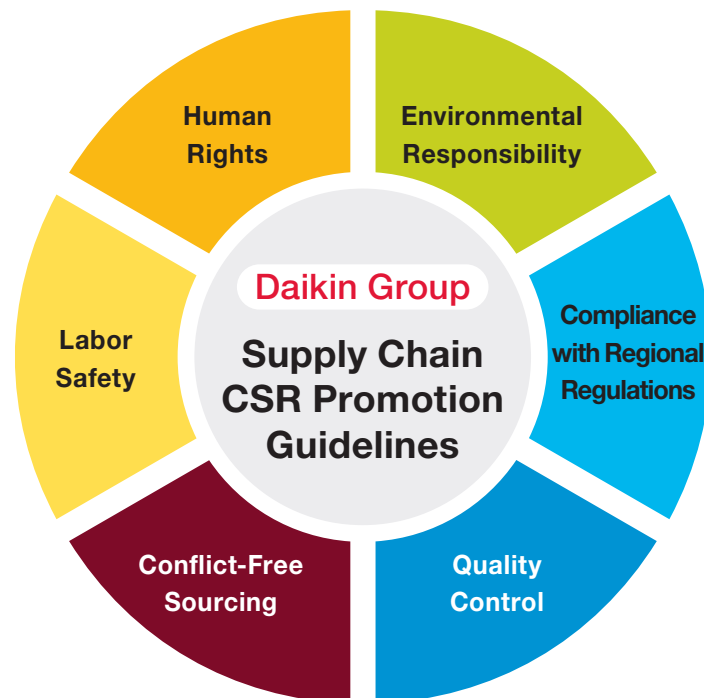 Human
Rights
Environmental
Responsibility
Labor
Safety
Daikin Group
Supply Chain
CSR Promotion
Guidelines
Compliance
with Regional
Regulations
Conflict-Free
Sourcing
Quality
Control